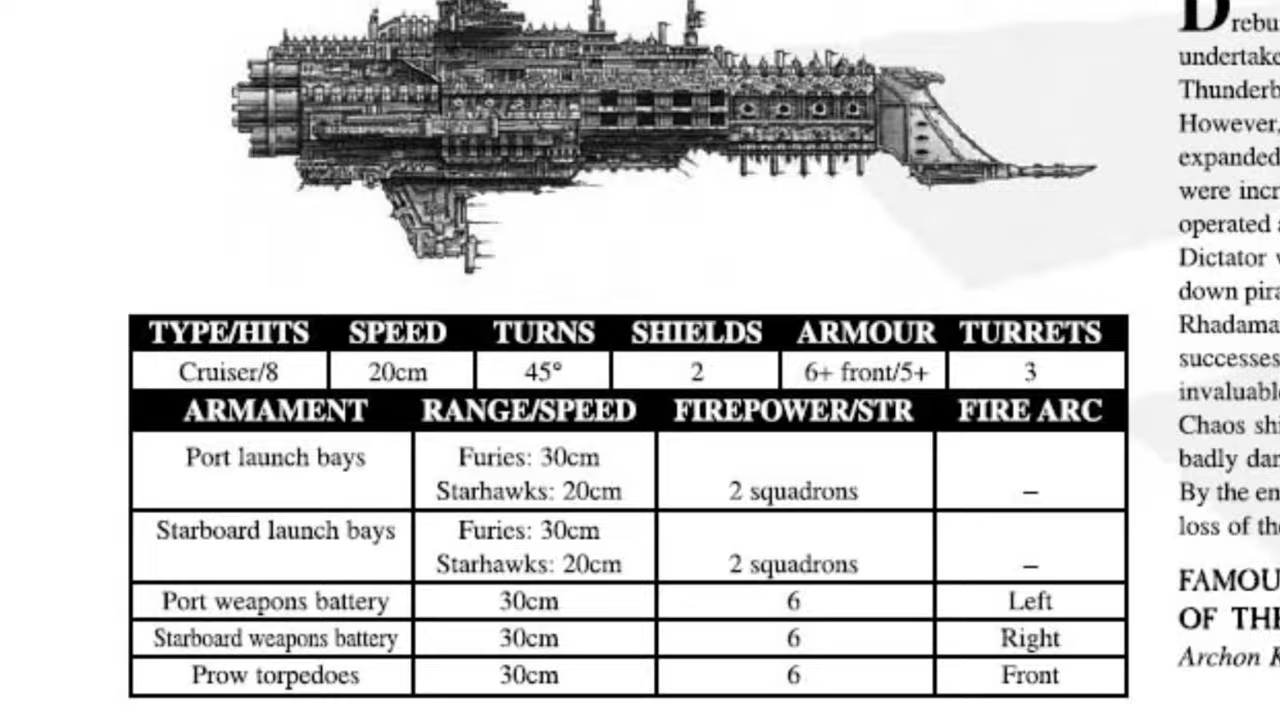 TYPE/HITS SPEED TURNS SHIELDS ARMOUR TURRETS
Cruiser/8 20cm 45° 2 6+ front/5+ 3
ARMAMENT RANGE/SPEED FIREPOWER/STR FIRE ARC
Port launch bays Furies: 30cm
Starhawks: 20cm 2 squadrons –
Starboard launch bays Furies: 30cm
Starhawks: 20cm 2 squadrons –
Port weapons battery 30cm 6 Left
Starboard weapons battery 30cm 6 Right
Prow torpedoes 30cm 6 Front
D
rebu
undertake
Thunderb
However,
expanded
were incr
operated a
Dictator v
down pira
Rhadama
successes
invaluable
Chaos shi
badly dar
By the en
loss of the
FAMOU
OF THE
Archon K